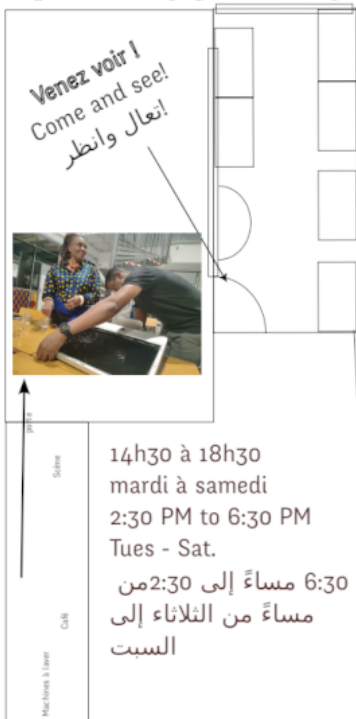 Venez voir !
Come and see!
تعال وانظر!
porte
Scène
14h30 à 18h30
mardi à samedi
2:30 PM to 6:30 PM
Tues - Sat.
6:30 مساءً إلى 2:30من
مساءً من الثلاثاء إلى
السبت
Café
Machines à laver